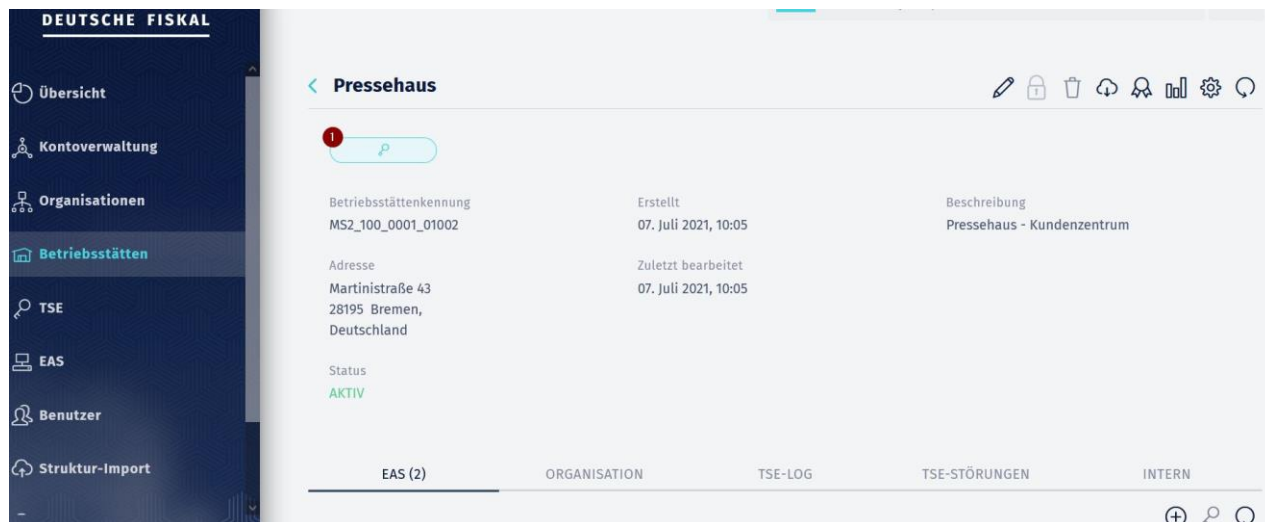 DEUTSCHE FISKAL
Übersicht
Kontoverwaltung
Organisationen
Betriebsstätten
TSE
EAS
Benutzer
Struktur-Import
Pressehaus
1
Betriebsstättenkennung
MS2_100_0001_01002
Erstellt
07. Juli 2021, 10:05
Beschreibung
Pressehaus - Kundenzentrum
Adresse
Martinistraße 43
28195 Bremen,
Deutschland
Zuletzt bearbeitet
07. Juli 2021, 10:05
Status
AKTIV
EAS (2)
ORGANISATION
TSE-LOG
TSE-STÖRUNGEN
INTERN